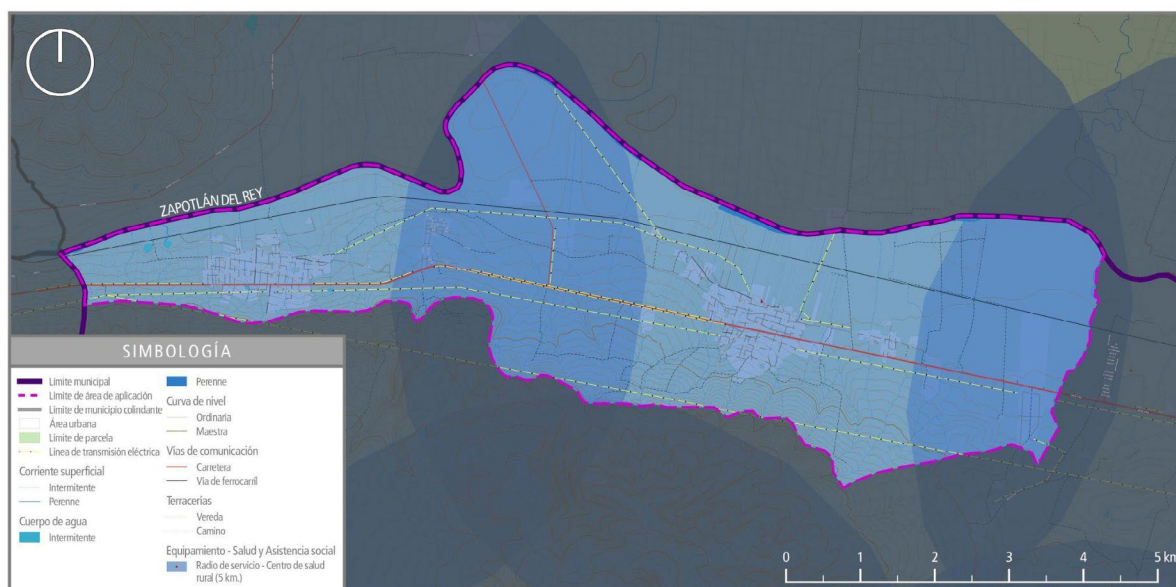 ZAPOTLÁN DEL REY
SIMBOLOGÍA
Límite municipal
Límite de área de aplicación
Límite de municipio colindante
Área urbana
Límite de parcela
Línea de transmisión eléctrica
Corriente superficial
Intermitente
Perenne
Cuerpo de agua
Intermitente
Perenne
Curva de nivel
Ordinaria
Maestra
Vías de comunicación
Carretera
Vía de ferrocarril
Terracerías
Vereda
Camino
Equipamiento - Salud y Asistencia social
Radio de servicio - Centro de salud
rural (5 km.)
0 1 2 3 4 5 km